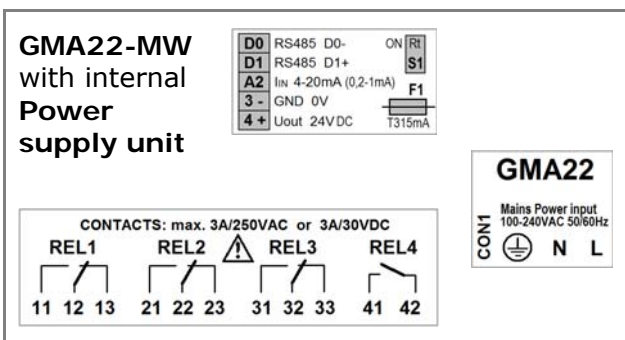 GMA22-MW
with internal
Power
supply unit
D0 RS485 D0- ON Rt
D1 RS485 D1+ S1
A2 IIN 4-20mA (0,2-1mA) F1
3 - GND 0V
4 + Uout 24VDC T315mA
GMA22
Mains Power input
100-240VAC 50/60Hz
CON1
N L
CONTACTS: max. 3A/250VAC or 3A/30VDC
REL1 REL2 REL3 REL4
11 12 13 21 22 23 31 32 33 41 42